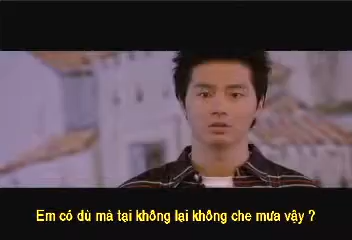 Em có dù mà tại không lại không che mưa vậy ?